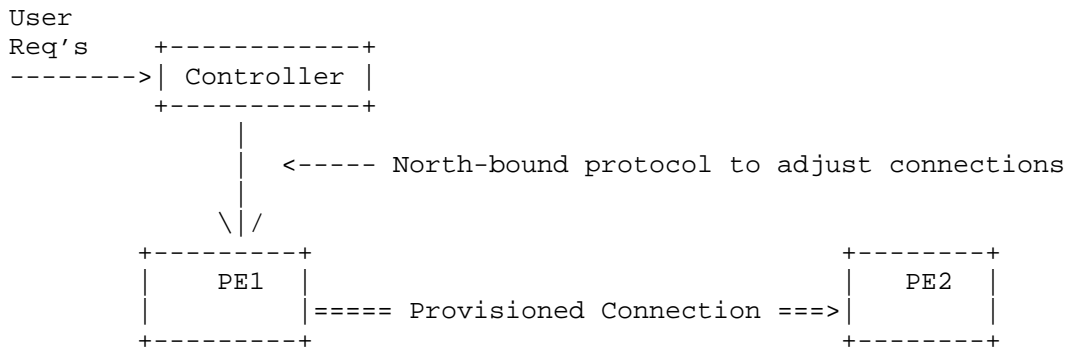 User
Req's
Controller
<----- North-bound protocol to adjust connections
PE1 PE2
===== Provisioned Connection ===>